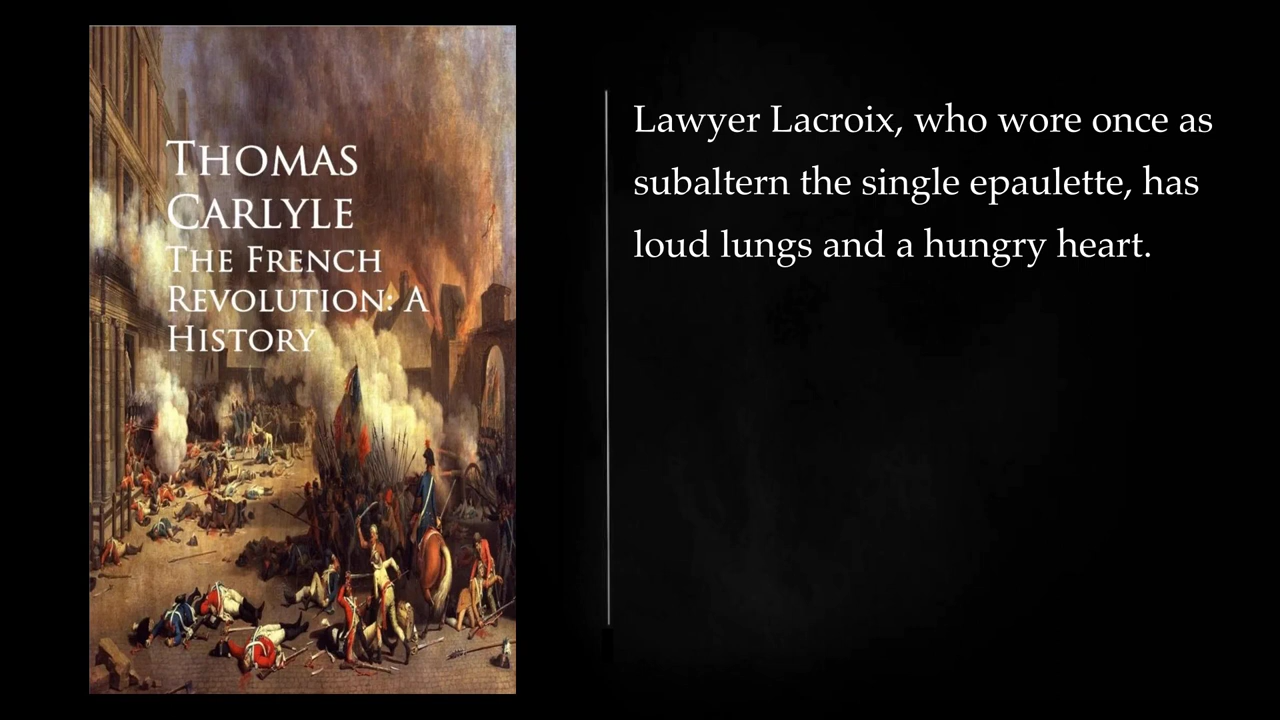 THOMAS
CARLYLE
THE FRENCH
REVOLUTION: A
HISTORY
Lawyer Lacroix, who wore once as
subaltern the single epaulette, has
loud lungs and a hungry heart.